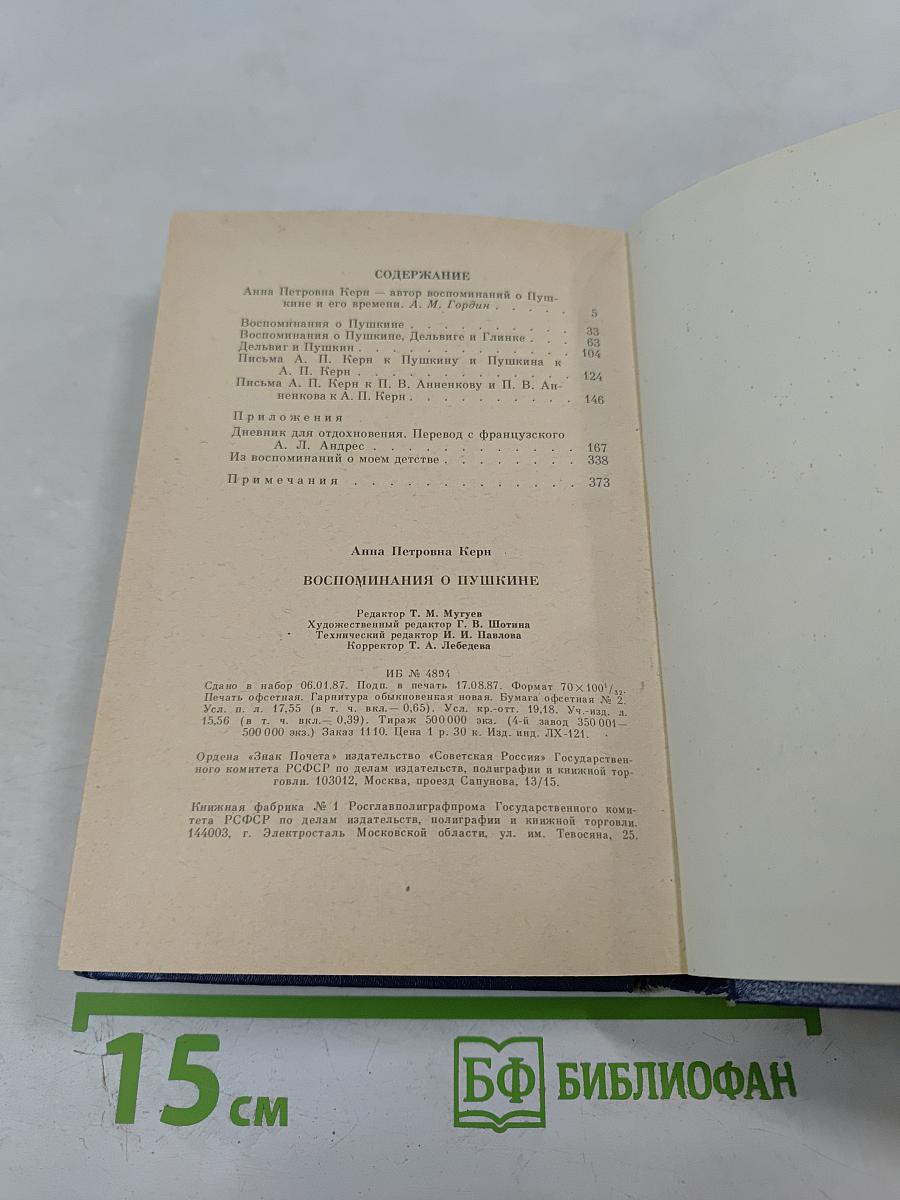 СОДЕРЖАНИЕ
Анна Петровна Керн — автор воспоминаний о Пуш-
кине и его времени. А. М. Гордин . . . . . 5
Воспоминания о Пушкине . . . . . . . . . . 33
Воспоминания о Пушкине, Дельвиге и Глинке . . . 63
Дельвиг и Пушкин . . . . . . . . . . . . . 104
Письма А. П. Керн к Пушкину и Пушкина к
А. П. Керн . . . . . . . . . . . . . 124
Письма А. П. Керн к П. В. Анненкову и П. В. Ан-
ненкова к А. П. Керн . . . . . . . . . . 146
Приложения
Дневник для отдохновения. Перевод с французского
А. Л. Андрес . . . . . . . . . . . . 167
Из воспоминаний о моем детстве . . . . . . . 338
Примечания . . . . . . . . . . . . . 373
Анна Петровна Керн
ВОСПОМИНАНИЯ О ПУШКИНЕ
Редактор Т. М. Мугуев
Художественный редактор Г. В. Шотина
Технический редактор И. И. Павлова
Корректор Т. А. Лебедева
ИБ № 4894
Сдано в набор 06.01.87. Подп. в печать 17.08.87. Формат 70×100¹/₃₂.
Печать офсетная. Гарнитура обыкновенная новая. Бумага офсетная № 2.
Усл. п. л. 17,55 (в т. ч. вкл.— 0,65). Усл. кр.-отт. 19,18. Уч.-изд. л.
15,56 (в т. ч. вкл.— 0,39). Тираж 500 000 экз. (4-й завод 350 001—
500 000 экз.) Заказ 1110. Цена 1 р. 30 к. Изд. инд. ЛХ-121.
Ордена «Знак Почета» издательство «Советская Россия» Государствен-
ного комитета РСФСР по делам издательств, полиграфии и книжной тор-
говли. 103012, Москва, проезд Сапунова, 13/15.
Книжная фабрика № 1 Росглавполиграфпрома Государственного коми-
тета РСФСР по делам издательств, полиграфии и книжной торговли.
144003, г. Электросталь Московской области, ул. им. Тевосяна, 25.
15 см
БФ БИБЛИОФАН